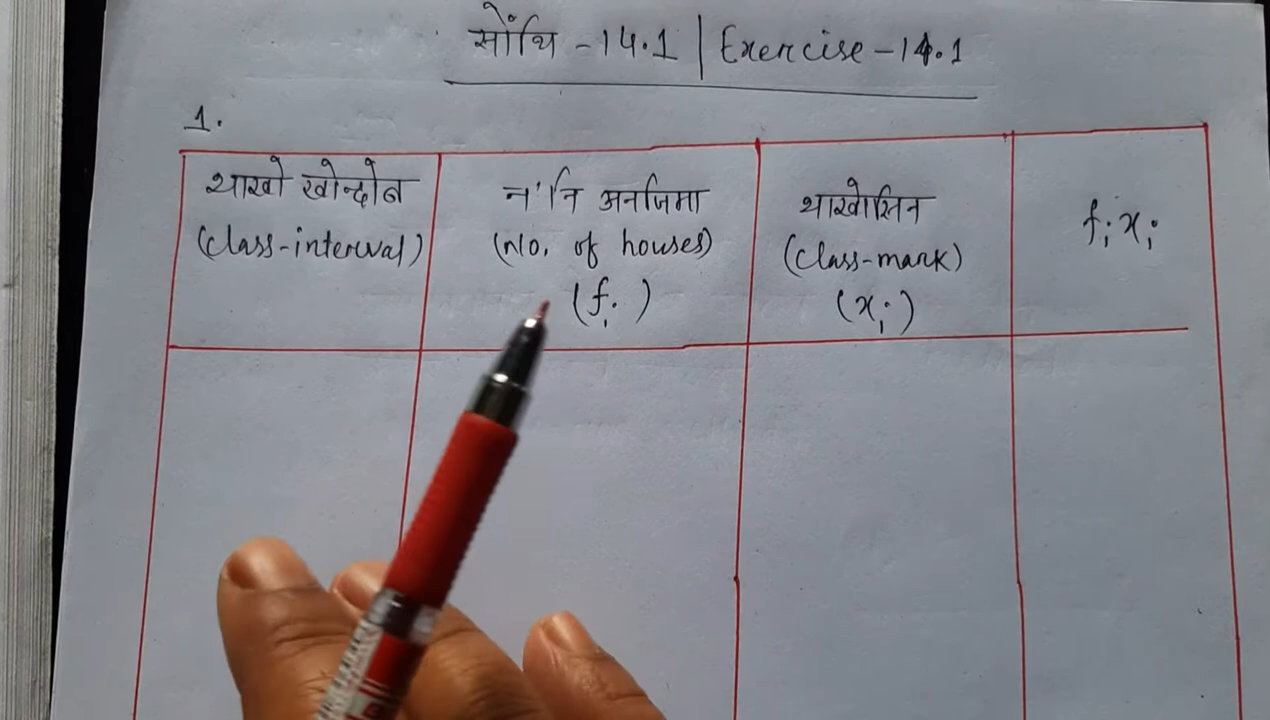 सोँथि - 14.1 | Exercise - 14.1
1.
थाखो खोन्दोब
(class-interval)
न'नि अनजिमा
(No. of houses)
(fᵢ)
थाखोसिन
(class-mark)
(xᵢ)
fᵢxᵢ